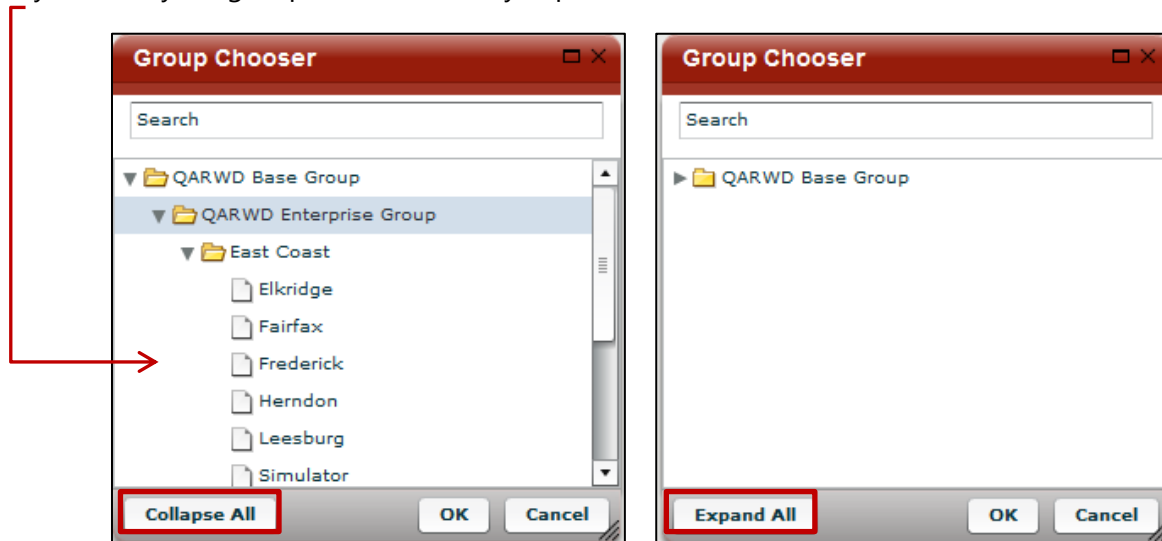 Group Chooser
Search
QARWD Base Group
QARWD Enterprise Group
East Coast
Elkridge
Fairfax
Frederick
Herndon
Leesburg
Simulator
Collapse All
OK
Cancel
Group Chooser
Search
QARWD Base Group
Expand All
OK
Cancel